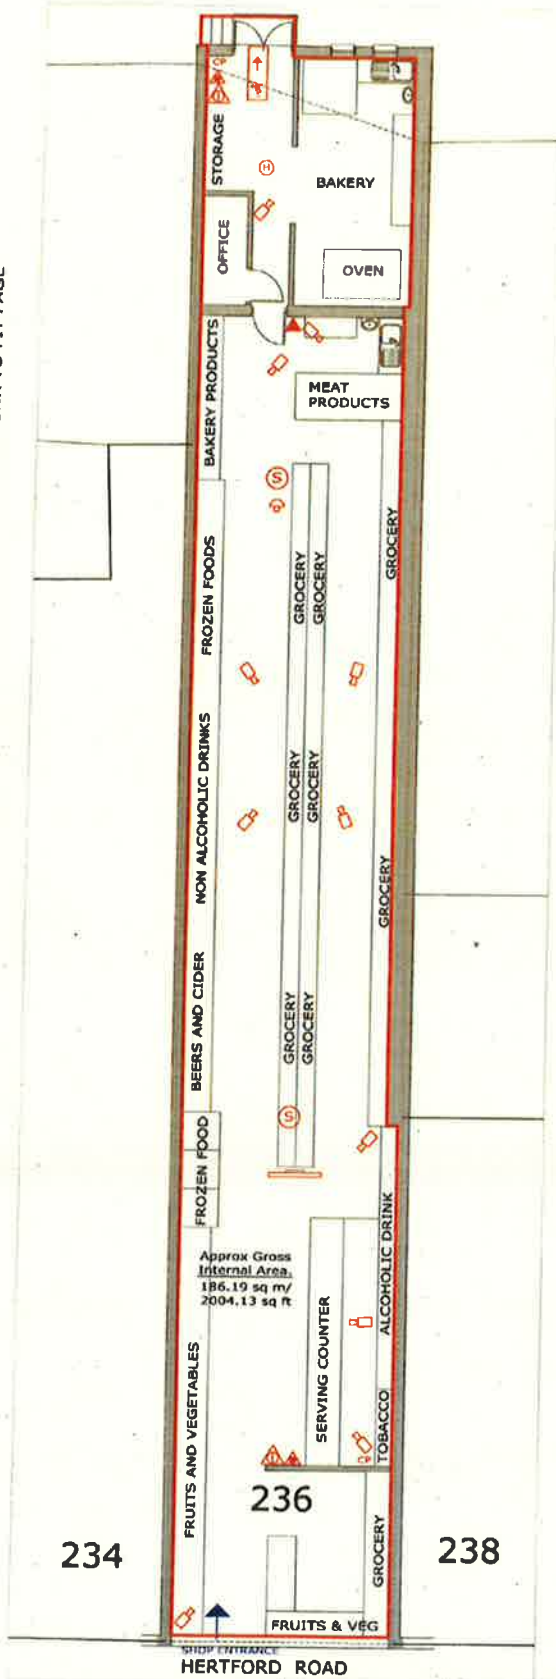 STORAGE
BAKERY
OFFICE
OVEN
H
BAKERY PRODUCTS
MEAT
PRODUCTS
S
FROZEN FOODS
GROCERY
GROCERY
GROCERY
NON ALCOHOLIC DRINKS
GROCERY
GROCERY
GROCERY
BEERS AND CIDER
GROCERY
GROCERY
S
FROZEN FOOD
Approx Gross
Internal Area.
186.19 sq m/
2004.13 sq ft
ALCOHOLIC DRINK
SERVING COUNTER
TOBACCO
FRUITS AND VEGETABLES
236
234
238
GROCERY
FRUITS & VEG
SHOP ENTRANCE
HERTFORD ROAD